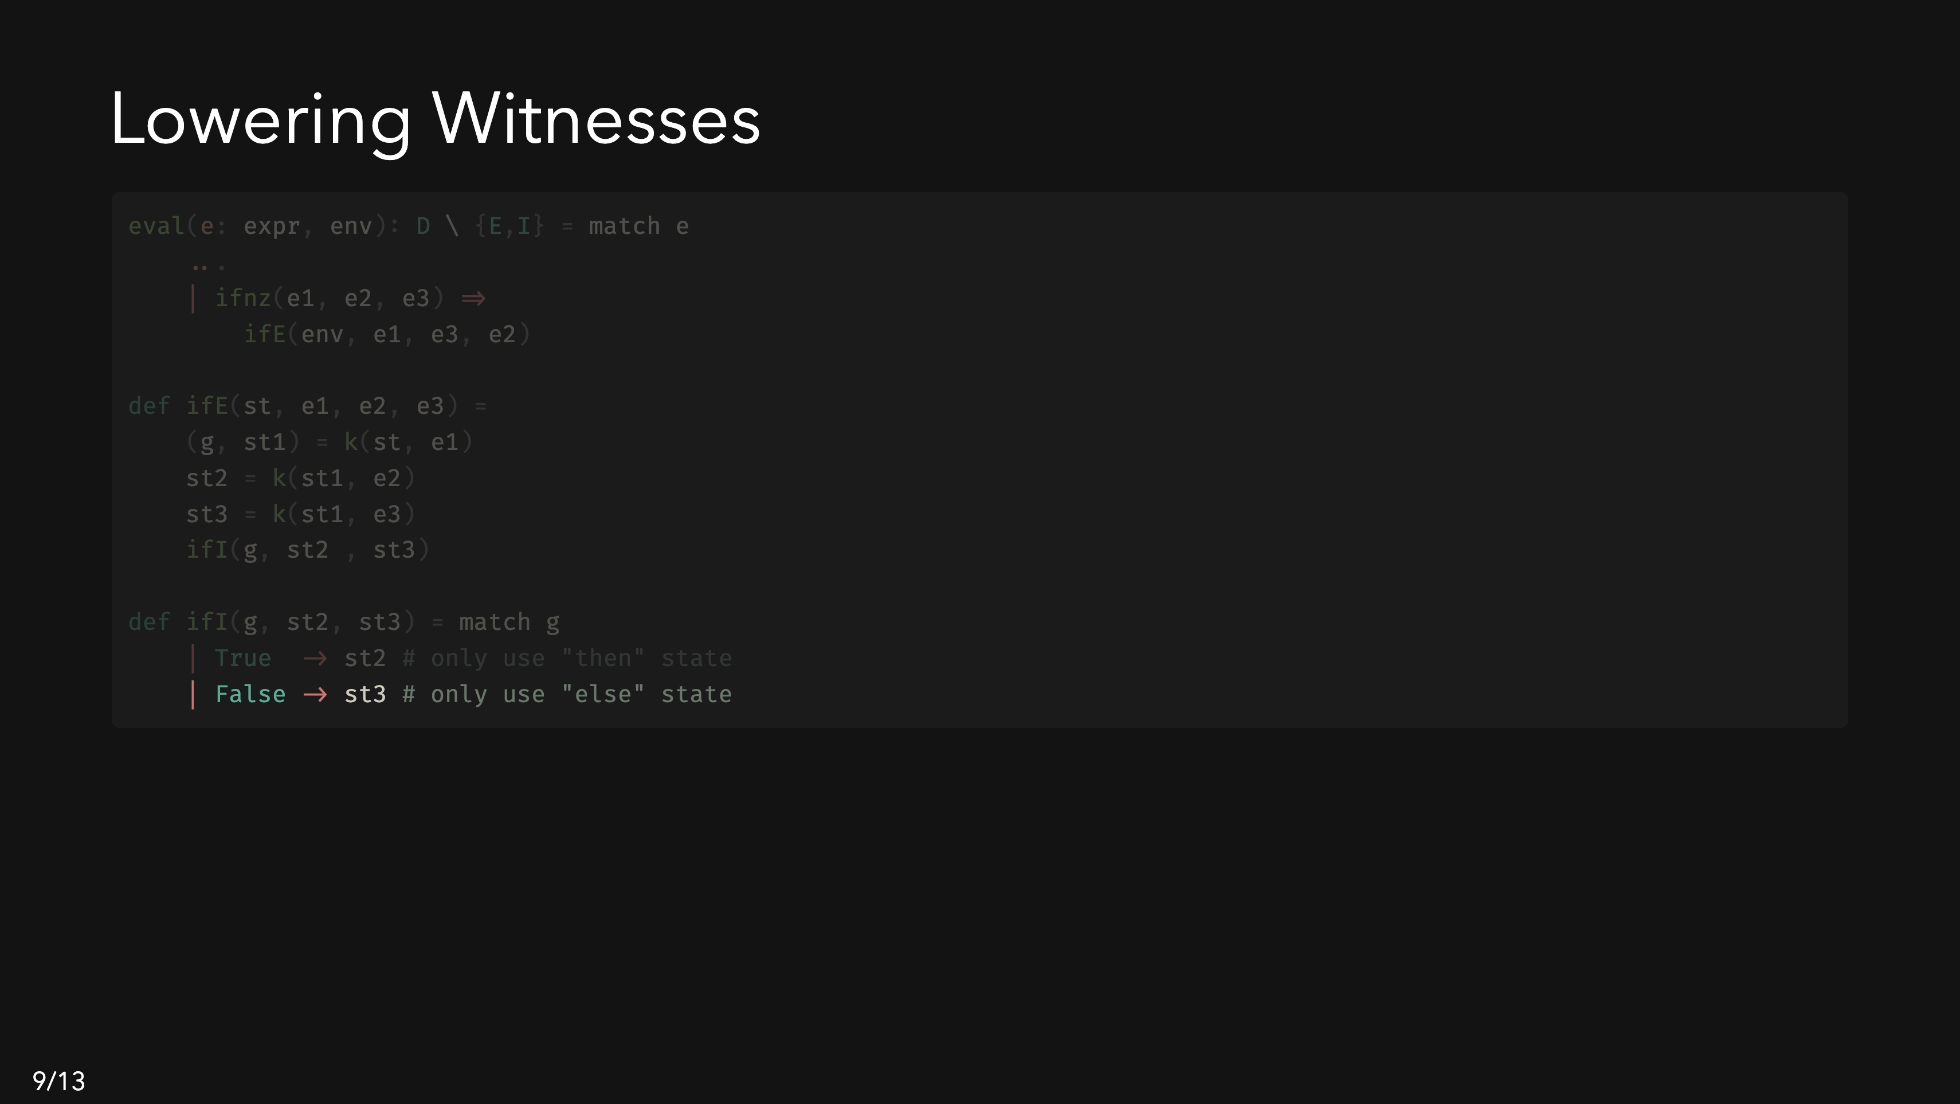 Lowering Witnesses
eval(e: expr, env): D \ {E,I} = match e
...
| ifnz(e1, e2, e3) =>
ifE(env, e1, e3, e2)
def ifE(st, e1, e2, e3) =
(g, st1) = k(st, e1)
st2 = k(st1, e2)
st3 = k(st1, e3)
ifI(g, st2 , st3)
def ifI(g, st2, st3) = match g
| True -> st2 # only use "then" state
| False -> st3 # only use "else" state
9/13